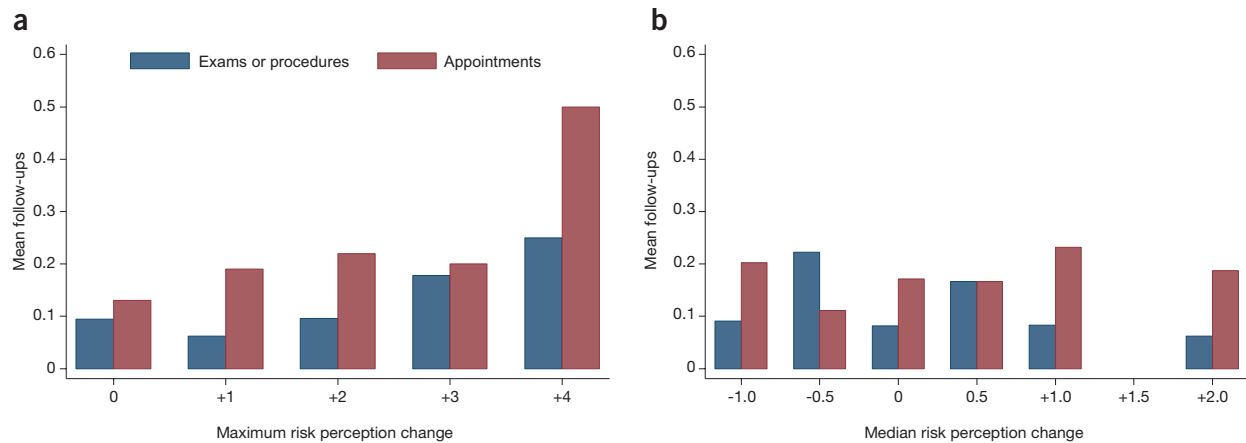 a
0.6
0.5
0.4
0.3
0.2
0.1
0
Mean follow-ups
Exams or procedures
Appointments
0 +1 +2 +3 +4
Maximum risk perception change
b
0.6
0.5
0.4
0.3
0.2
0.1
0
Mean follow-ups
-1.0 -0.5 0 0.5 +1.0 +1.5 +2.0
Median risk perception change